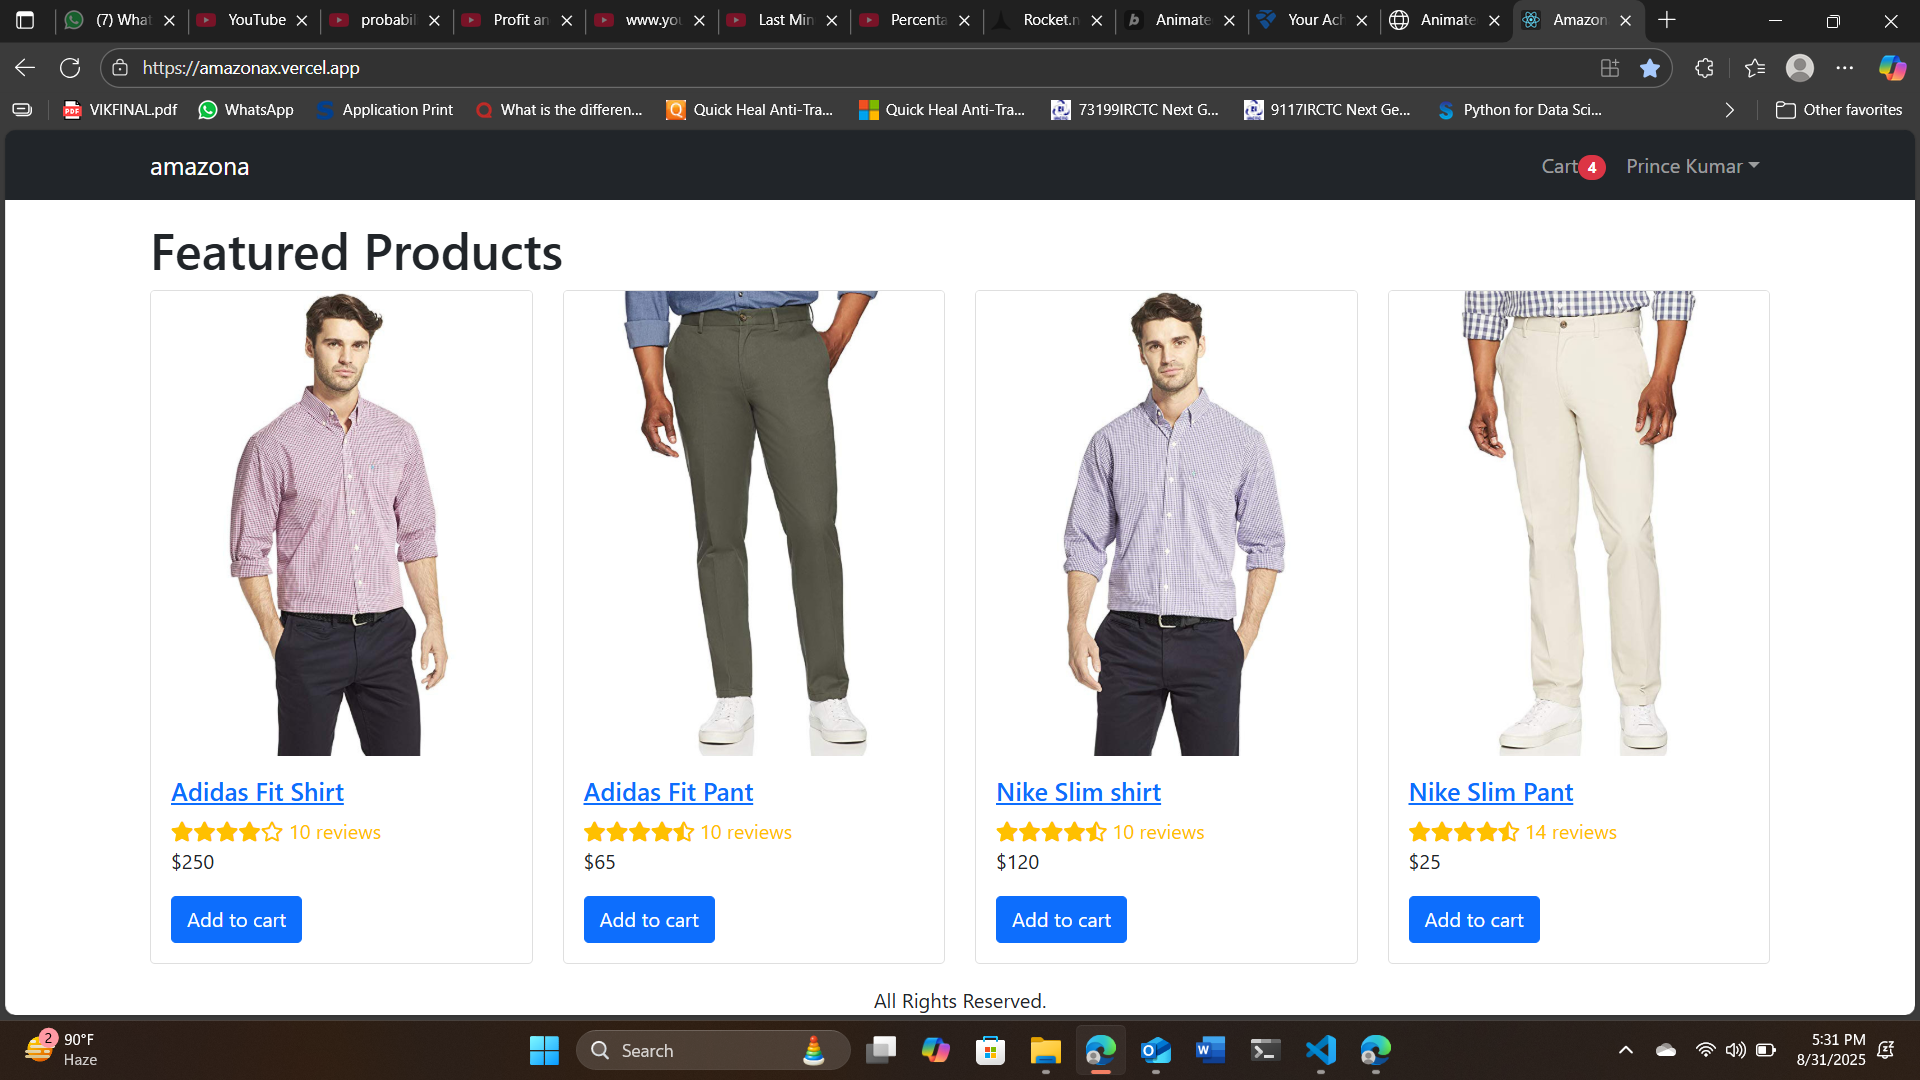 (7) What
YouTube
probabil
Profit an
www.you
Last Min
Percenta
Rocket.n
Animate
Your Ach
Animate
Amazon
https://amazonax.vercel.app
VIKFINAL.pdf
WhatsApp
Application Print
What is the differen...
Quick Heal Anti-Tra...
Quick Heal Anti-Tra...
73199IRCTC Next G...
9117IRCTC Next Ge...
Python for Data Sci...
Other favorites
amazona
Cart 4
Prince Kumar
Featured Products
Adidas Fit Shirt
10 reviews
$250
Add to cart
Adidas Fit Pant
10 reviews
$65
Add to cart
Nike Slim shirt
10 reviews
$120
Add to cart
Nike Slim Pant
14 reviews
$25
Add to cart
All Rights Reserved.
2
90°F
Haze
Search
5:31 PM
8/31/2025